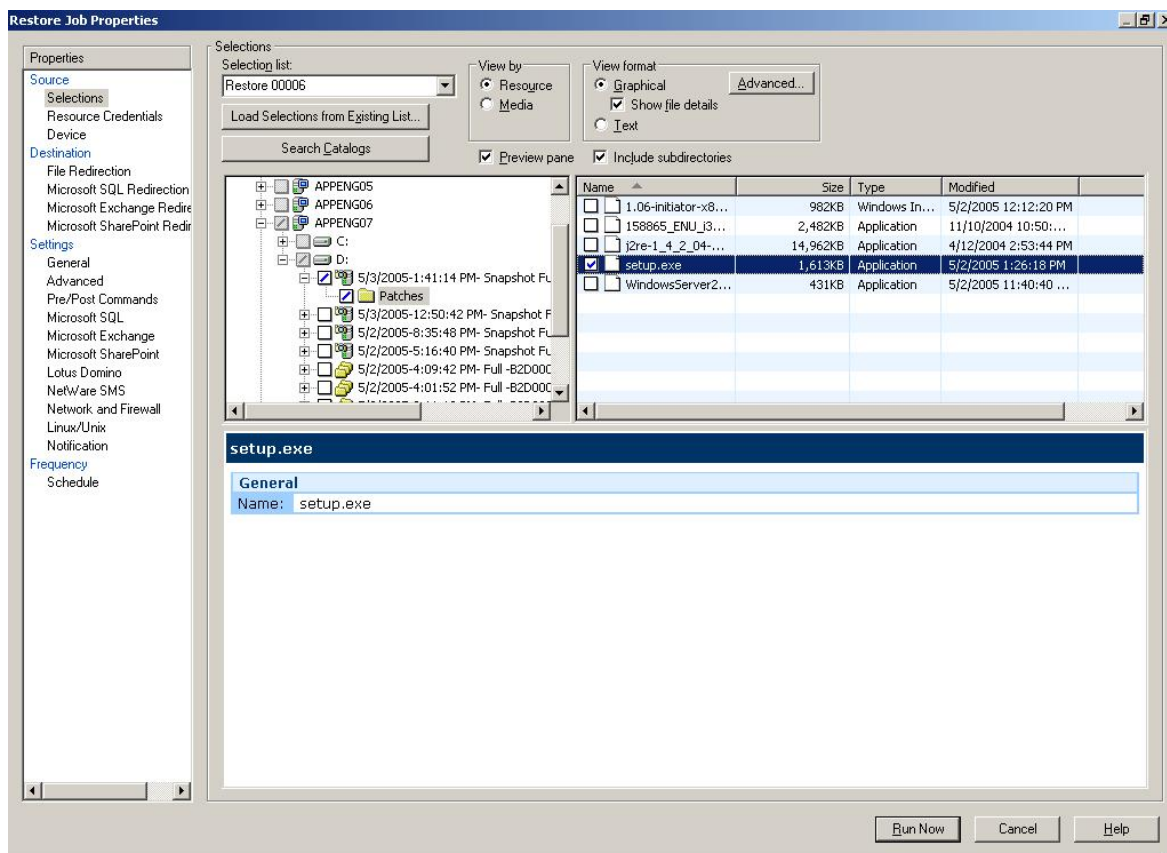 Restore Job Properties
Properties
Source
Selections
Resource Credentials
Device
Destination
File Redirection
Microsoft SQL Redirection
Microsoft Exchange Redire
Microsoft SharePoint Redir
Settings
General
Advanced
Pre/Post Commands
Microsoft SQL
Microsoft Exchange
Microsoft SharePoint
Lotus Domino
NetWare SMS
Network and Firewall
Linux/Unix
Notification
Frequency
Schedule
Selections
Selection list:
Restore 00006
Load Selections from Existing List...
Search Catalogs
View by
Resource
Media
View format
Graphical
Advanced...
Show file details
Text
Preview pane
Include subdirectories
APPENG05
APPENG06
APPENG07
C:
D:
5/3/2005-1:41:14 PM- Snapshot Fu
Patches
5/3/2005-12:50:42 PM- Snapshot F
5/2/2005-8:35:48 PM- Snapshot Fu
5/2/2005-5:16:40 PM- Snapshot Fu
5/2/2005-4:09:42 PM- Full -B2D000
5/2/2005-4:01:52 PM- Full -B2D000
Name Size Type Modified
1.06-initiator-x8... 982KB Windows In... 5/2/2005 12:12:20 PM
158865_ENU_i3... 2,482KB Application 11/10/2004 10:50:...
j2re-1_4_2_04-... 14,962KB Application 4/12/2004 2:53:44 PM
setup.exe 1,613KB Application 5/2/2005 1:26:18 PM
WindowsServer2... 431KB Application 5/2/2005 11:40:40 ...
setup.exe
General
Name: setup.exe
Run Now
Cancel
Help